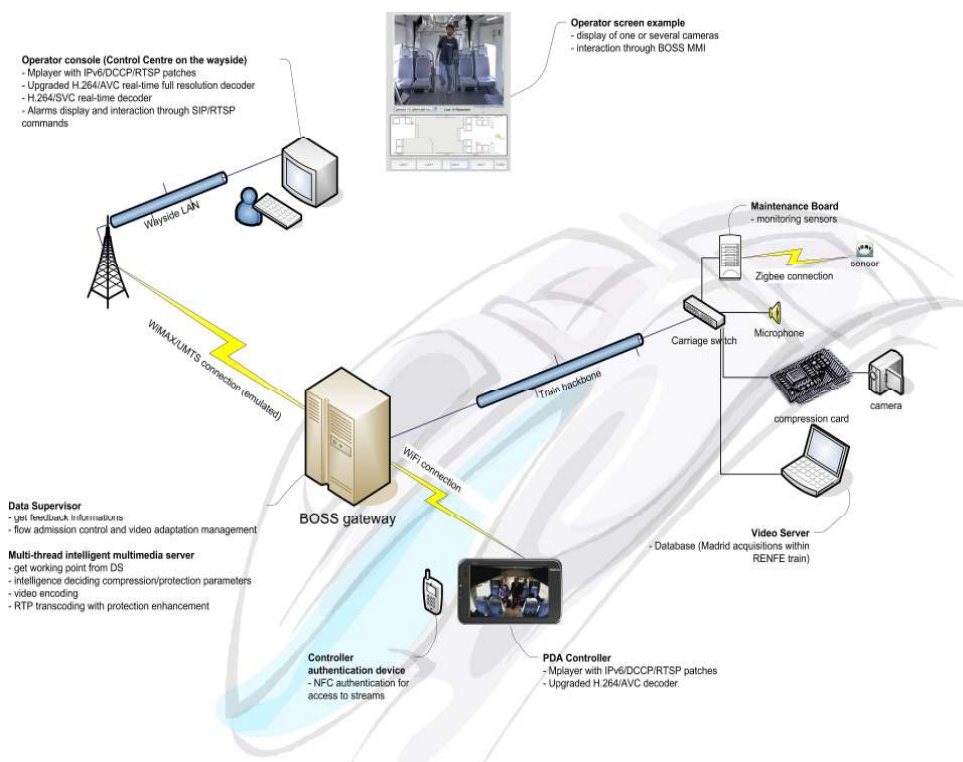 Operator screen example
- display of one or several cameras
- interaction through BOSS MMI
Operator console (Control Centre on the wayside)
- Mplayer with IPv6/DCCP/RTSP patches
- Upgraded H.264/AVC real-time full resolution decoder
- H.264/SVC real-time decoder
- Alarms display and interaction through SIP/RTSP
commands
Wayside LAN
Maintenance Board
- monitoring sensors
sensor
Zigbee connection
Carriage switch
Microphone
WiMAX/UMTS connection (emulated)
Train backbone
camera
compression card
WiFi connection
BOSS gateway
Data Supervisor
- get feedback informations
- flow admission control and video adaptation management
Multi-thread intelligent multimedia server
- get working point from DS
- intelligence deciding compression/protection parameters
- video encoding
- RTP transcoding with protection enhancement
Video Server
- Database (Madrid acquisitions within
RENFE train)
Controller
authentication device
- NFC authentication for
access to streams
PDA Controller
- Mplayer with IPv6/DCCP/RTSP patches
- Upgraded H.264/AVC decoder